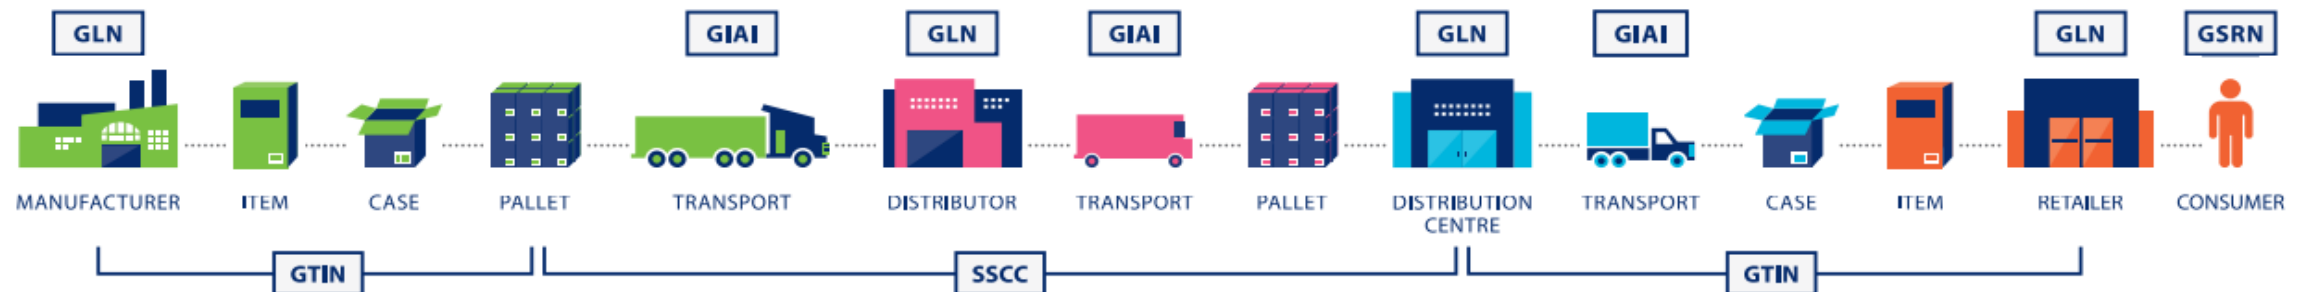 GLN
GIAI
GLN
GIAI
GLN
GIAI
GLN
GSRN
MANUFACTURER
ITEM
CASE
PALLET
TRANSPORT
DISTRIBUTOR
TRANSPORT
PALLET
DISTRIBUTION
CENTRE
TRANSPORT
CASE
ITEM
RETAILER
CONSUMER
GTIN
SSCC
GTIN